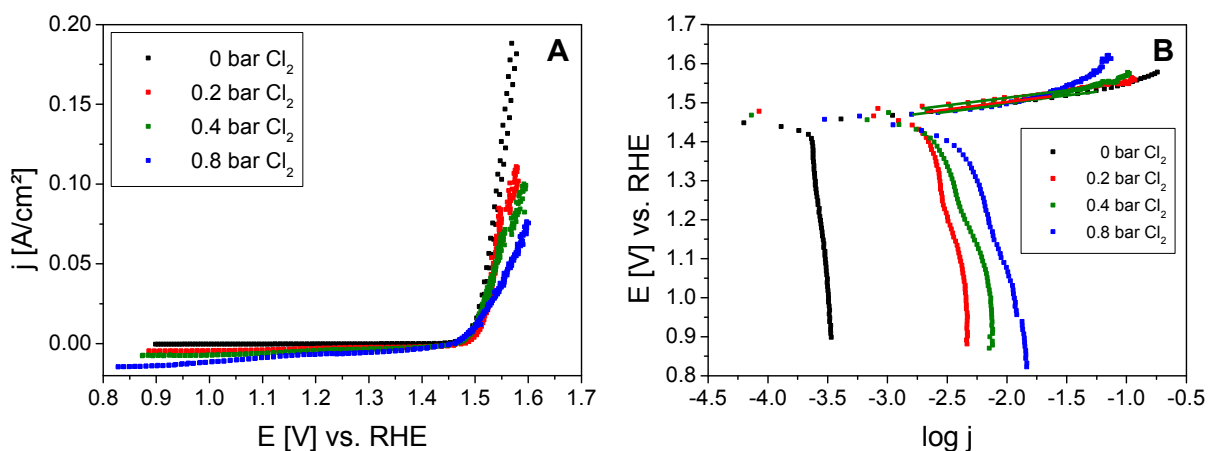 A
0 bar Cl₂
0.2 bar Cl₂
0.4 bar Cl₂
0.8 bar Cl₂
0.20
0.15
0.10
0.05
0.00
j [A/cm²]
0.8 0.9 1.0 1.1 1.2 1.3 1.4 1.5 1.6 1.7
E [V] vs. RHE
B
1.7
1.6
1.5
1.4
1.3
1.2
1.1
1.0
0.9
0.8
E [V] vs. RHE
0 bar Cl₂
0.2 bar Cl₂
0.4 bar Cl₂
0.8 bar Cl₂
-4.5 -4.0 -3.5 -3.0 -2.5 -2.0 -1.5 -1.0 -0.5
log j